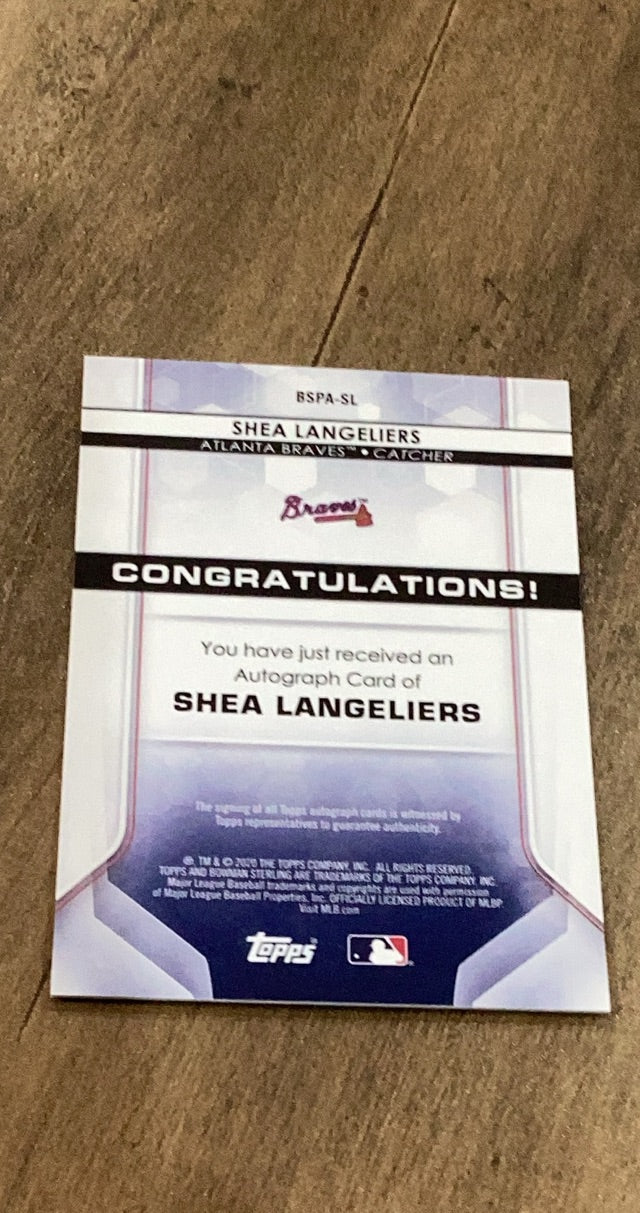 BSPA-SL
SHEA LANGELIERS
ATLANTA BRAVES™ • CATCHER
Braves™
CONGRATULATIONS!
You have just received an
Autograph Card of
SHEA LANGELIERS
The signing of all Topps autograph cards is witnessed by
Topps representatives to guarantee authenticity.
®, TM & © 2020 THE TOPPS COMPANY, INC. ALL RIGHTS RESERVED.
TOPPS AND BOWMAN STERLING ARE TRADEMARKS OF THE TOPPS COMPANY, INC.
Major League Baseball trademarks and copyrights are used with permission
of Major League Baseball Properties, Inc. OFFICIALLY LICENSED PRODUCT OF MLBP.
Visit MLB.com
topps®